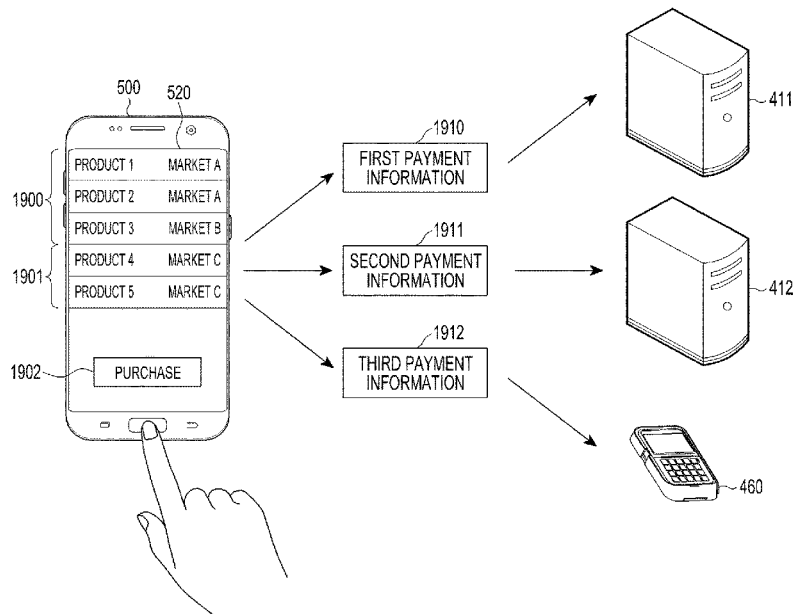 500
520
411
1910
FIRST PAYMENT
INFORMATION
PRODUCT 1 MARKET A
PRODUCT 2 MARKET A
1900
PRODUCT 3 MARKET B
1911
SECOND PAYMENT
INFORMATION
PRODUCT 4 MARKET C
1901
PRODUCT 5 MARKET C
412
1912
THIRD PAYMENT
INFORMATION
1902
PURCHASE
460